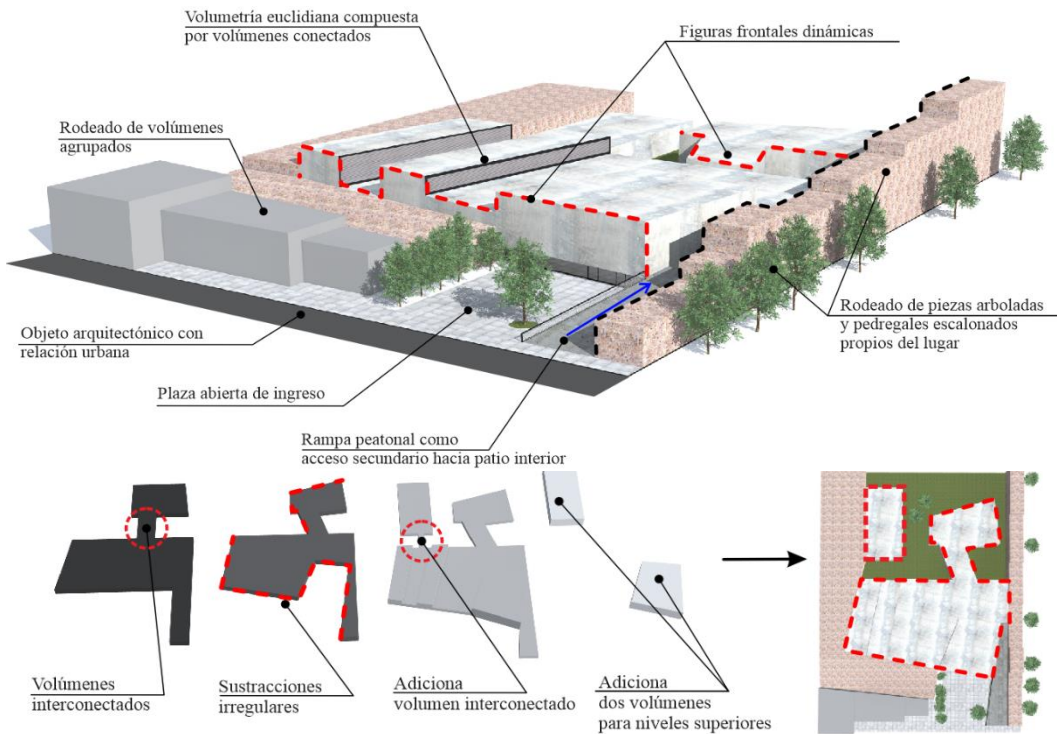 Volumetría euclidiana compuesta
por volúmenes conectados
Figuras frontales dinámicas
Rodeado de volúmenes
agrupados
Objeto arquitectónico con
relación urbana
Rodeado de piezas arboladas
y pedregales escalonados
propios del lugar
Plaza abierta de ingreso
Rampa peatonal como
acceso secundario hacia patio interior
Volúmenes
interconectados
Sustracciones
irregulares
Adiciona
volumen interconectado
Adiciona
dos volúmenes
para niveles superiores